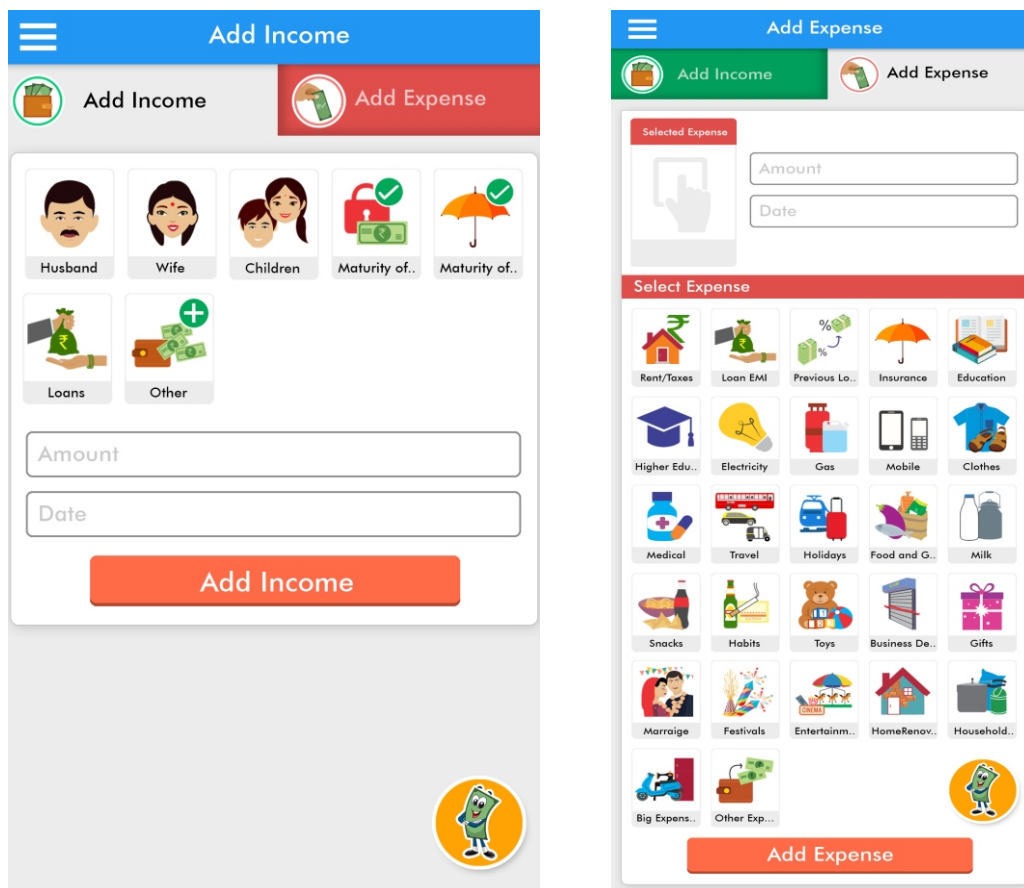 Add Income
Add Income
Add Expense
Husband
Wife
Children
Maturity of..
Maturity of..
Loans
Other
Amount
Date
Add Income
Add Expense
Add Income
Add Expense
Selected Expense
Amount
Date
Select Expense
Rent/Taxes
Loan EMI
Previous Lo..
Insurance
Education
Higher Edu..
Electricity
Gas
Mobile
Clothes
Medical
Travel
Holidays
Food and G..
Milk
Snacks
Habits
Toys
Business De..
Gifts
Marraige
Festivals
CINEMA
Entertainm..
HomeRenov..
Household..
Big Expens..
Other Exp...
Add Expense